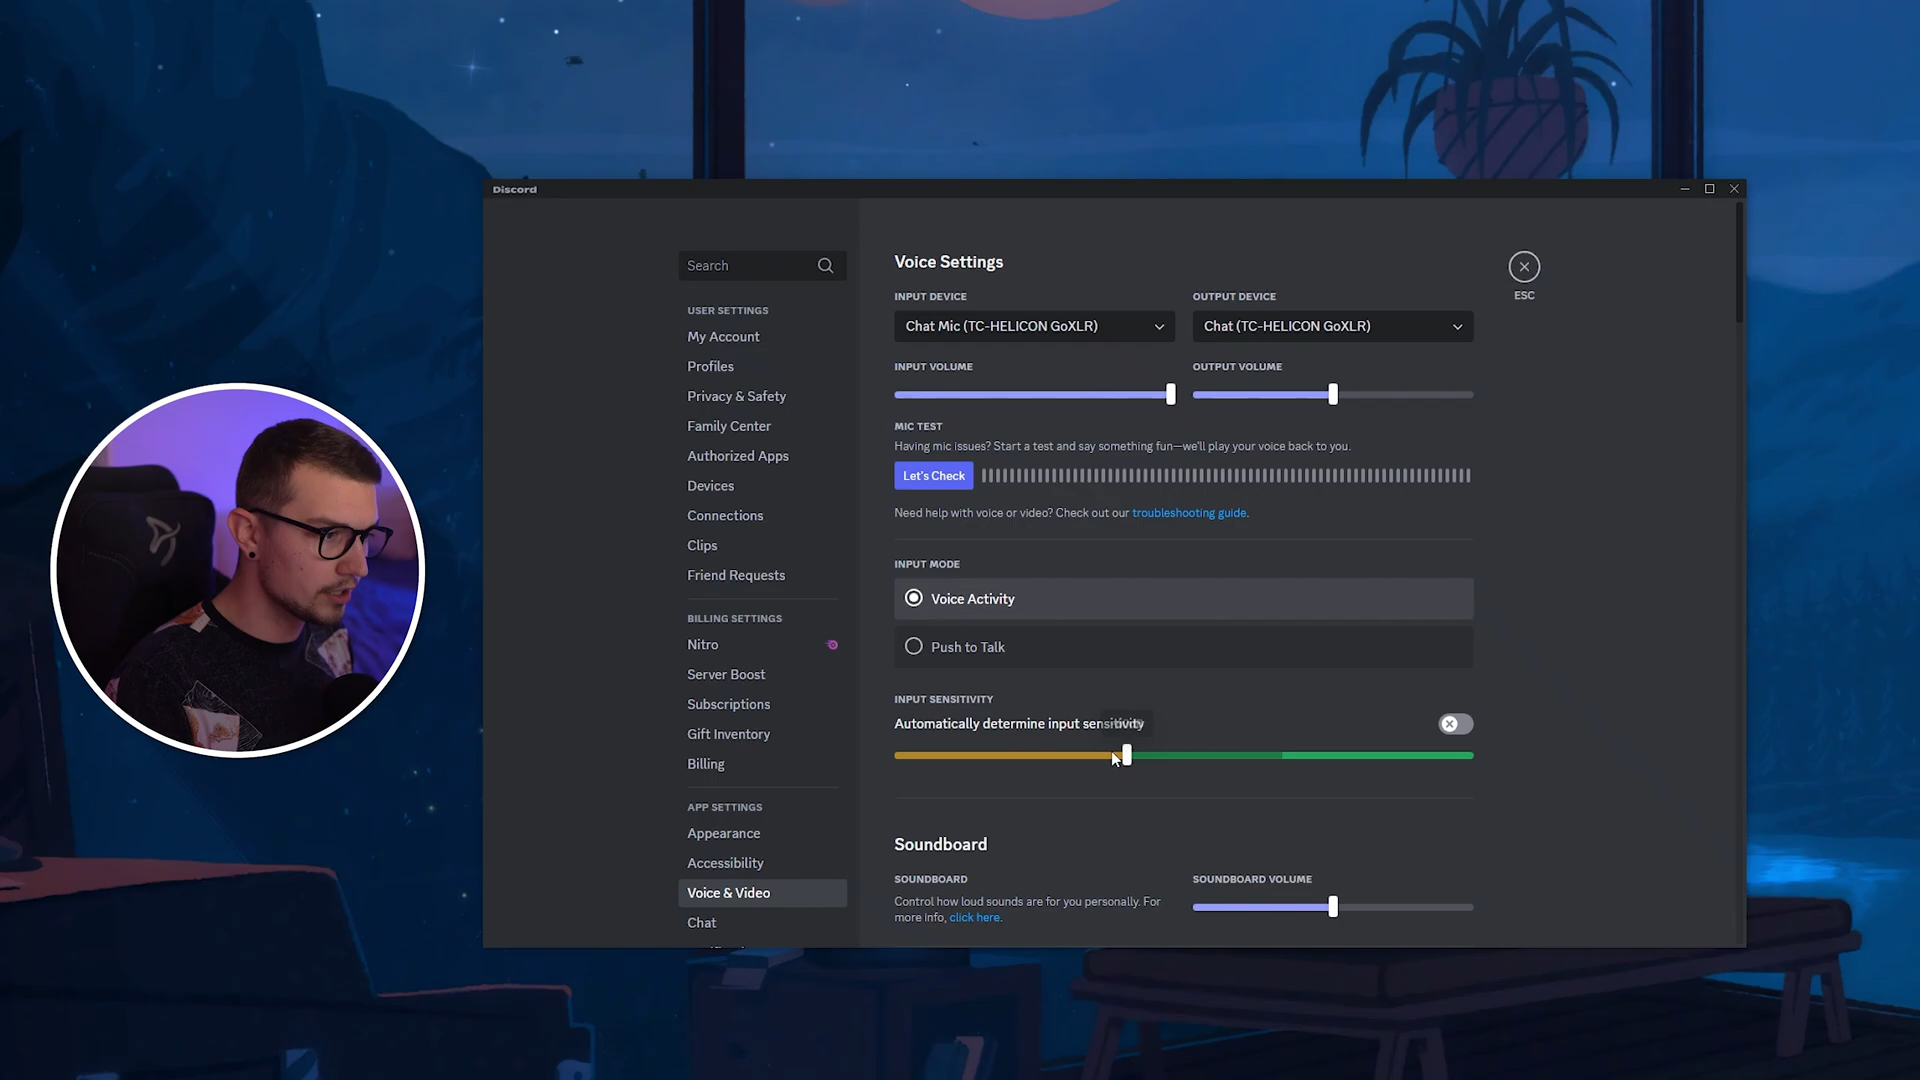 Discord
Search
USER SETTINGS
My Account
Profiles
Privacy & Safety
Family Center
Authorized Apps
Devices
Connections
Clips
Friend Requests
BILLING SETTINGS
Nitro
Server Boost
Subscriptions
Gift Inventory
Billing
APP SETTINGS
Appearance
Accessibility
Voice & Video
Chat
Voice Settings
ESC
INPUT DEVICE
Chat Mic (TC-HELICON GoXLR)
OUTPUT DEVICE
Chat (TC-HELICON GoXLR)
INPUT VOLUME
OUTPUT VOLUME
MIC TEST
Having mic issues? Start a test and say something fun—we'll play your voice back to you.
Let's Check
Need help with voice or video? Check out our troubleshooting guide.
INPUT MODE
Voice Activity
Push to Talk
INPUT SENSITIVITY
Automatically determine input sensitivity
Soundboard
SOUNDBOARD
Control how loud sounds are for you personally. For
more info, click here.
SOUNDBOARD VOLUME